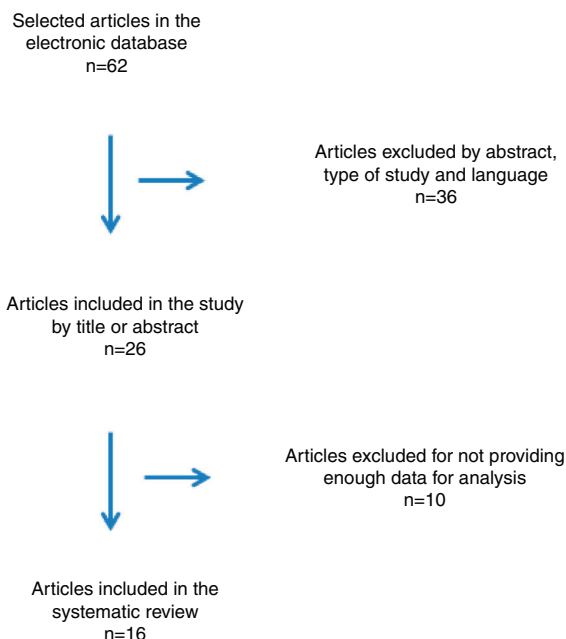 Selected articles in the
electronic database
n=62
Articles excluded by abstract,
type of study and language
n=36
Articles included in the study
by title or abstract
n=26
Articles excluded for not providing
enough data for analysis
n=10
Articles included in the
systematic review
n=16